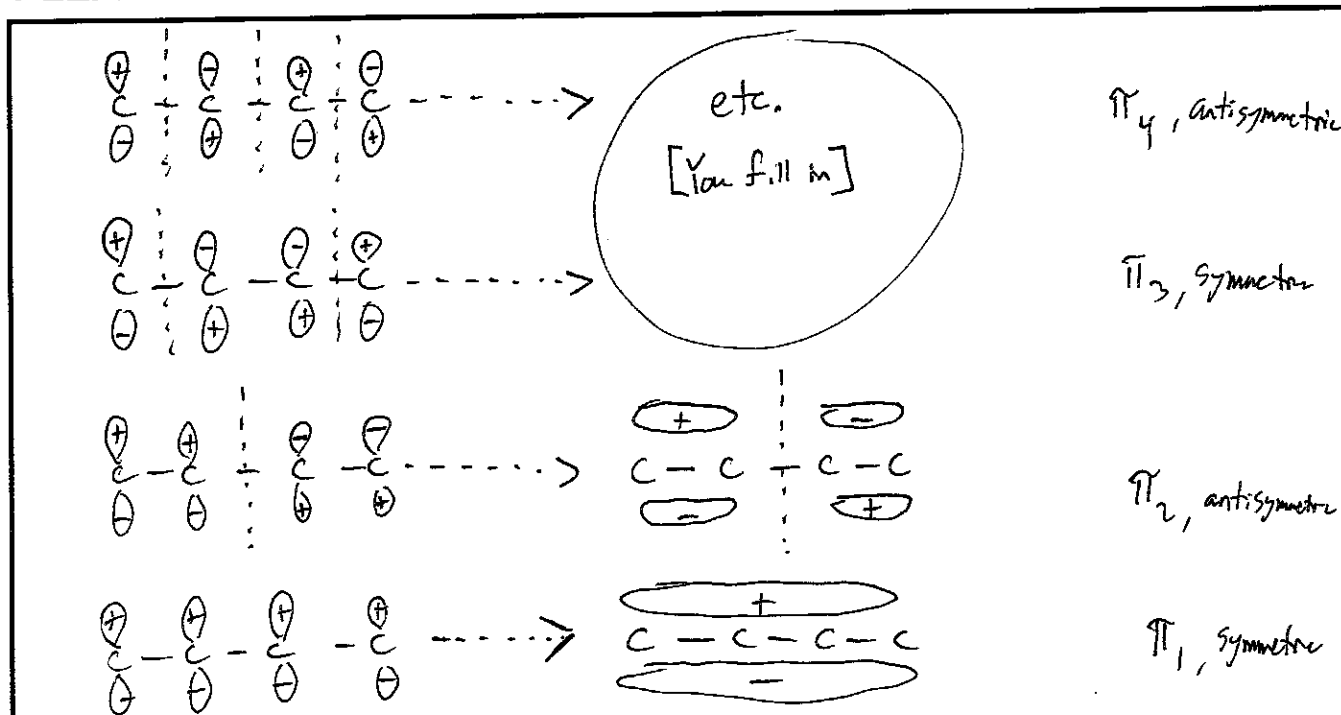 + - + -
C - C - C - C ------> etc. π4, antisymmetric
- + - +
[You fill in]
+ - - +
C - C - C - C ------> π3, symmetric
- + + -
+ + - - + -
C - C - C - C ------> C - C - C - C π2, antisymmetric
- - + + - +
+ + + + +
C - C - C - C ------> C - C - C - C π1, symmetric
- - - - -